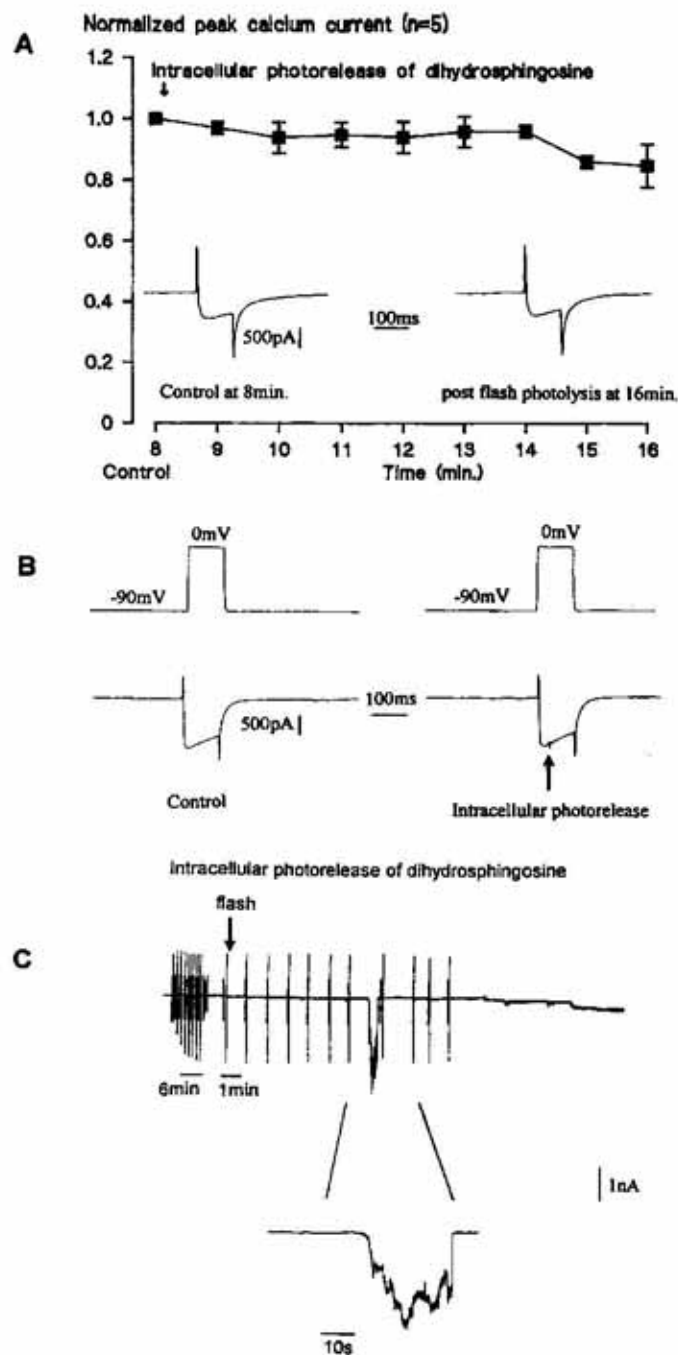 Normalized peak calcium current (n=5)
A
1.2
Intracellular photorelease of dihydrosphingosine
1.0
0.8
0.6
0.4
100ms
500pA
0.2
Control at 8min.
post flash photolysis at 16min.
0
8 9 10 11 12 13 14 15 16
Control
Time (min.)
B
0mV
0mV
-90mV
-90mV
100ms
500pA
Control
Intracellular photorelease
Intracellular photorelease of dihydrosphingosine
flash
C
6min
1min
1nA
10s